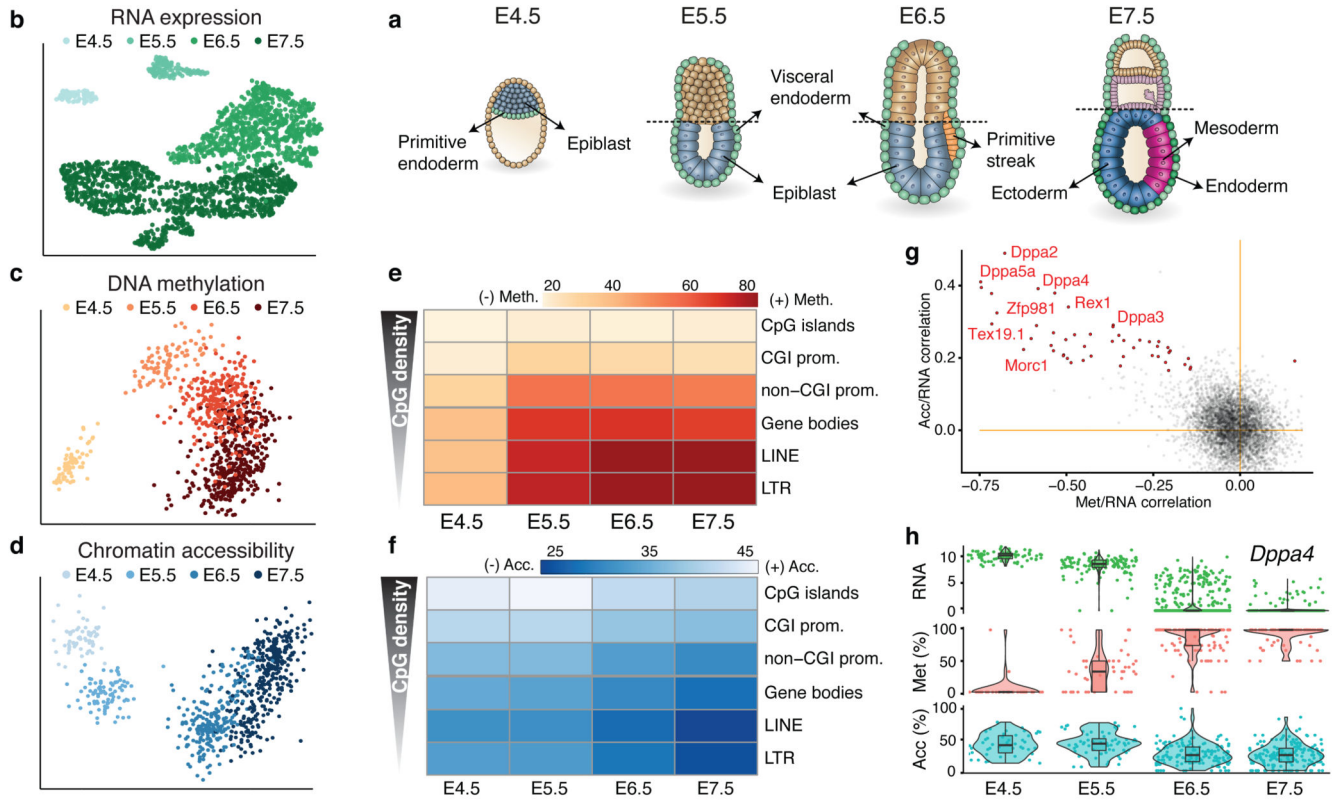 b
RNA expression
E4.5 E5.5 E6.5 E7.5
a
E4.5
E5.5
E6.5
E7.5
Primitive
endoderm
Epiblast
Visceral
endoderm
Epiblast
Primitive
streak
Ectoderm
Mesoderm
Endoderm
c
DNA methylation
E4.5 E5.5 E6.5 E7.5
d
Chromatin accessibility
E4.5 E5.5 E6.5 E7.5
e
(-) Meth.
20 40 60 80
(+) Meth.
CpG density
CpG islands
CGI prom.
non−CGI prom.
Gene bodies
LINE
LTR
E4.5 E5.5 E6.5 E7.5
f
(-) Acc.
25 35 45
(+) Acc.
CpG density
CpG islands
CGI prom.
non−CGI prom.
Gene bodies
LINE
LTR
E4.5 E5.5 E6.5 E7.5
g
Acc/RNA correlation
0.4
0.2
0.0
Dppa2
Dppa5a
Dppa4
Zfp981
Rex1
Tex19.1
Dppa3
Morc1
−0.75 −0.50 −0.25 0.00
Met/RNA correlation
h
Dppa4
RNA
10
5
0
Met (%)
100
50
0
Acc (%)
100
50
0
E4.5 E5.5 E6.5 E7.5